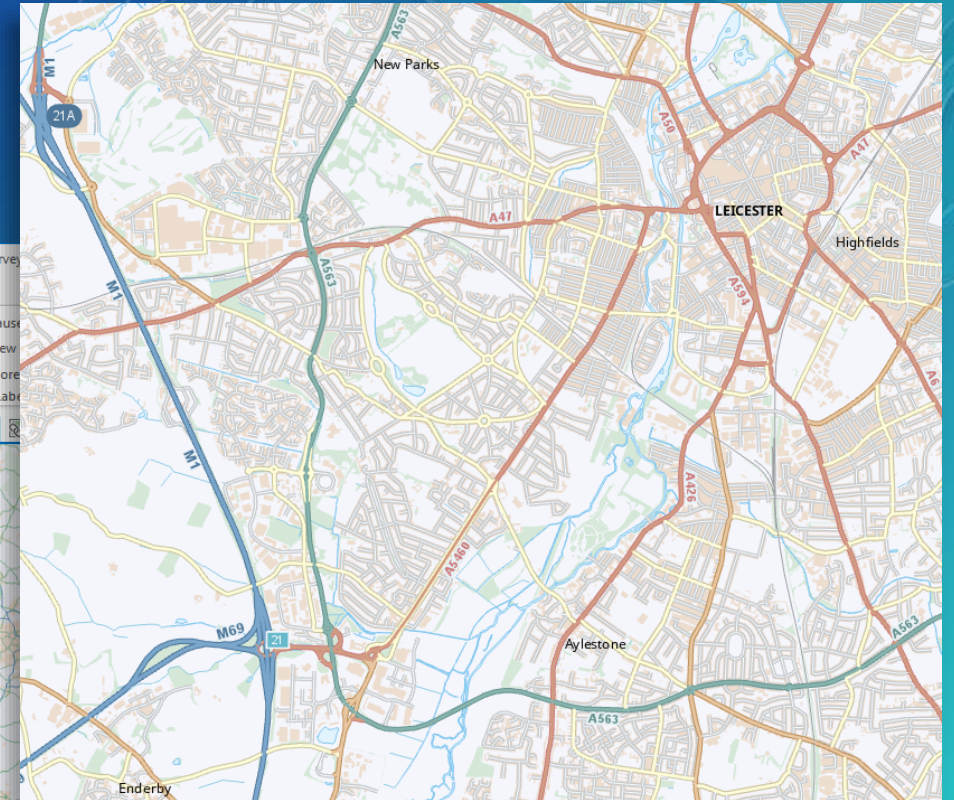 A563
M1
New Parks
21A
A50
A47
A47
LEICESTER
Highfields
A563
A594
M1
A6
M1
A426
A5460
M69
21
Aylestone
A563
A563
Enderby